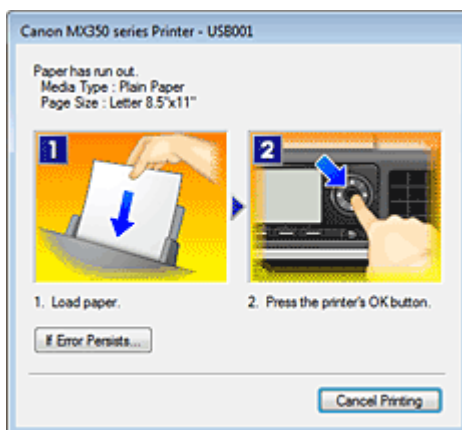 Canon MX350 series Printer - USB001
Paper has run out.
Media Type : Plain Paper
Page Size : Letter 8.5"x11"
1
2
1. Load paper.
2. Press the printer's OK button.
If Error Persists...
Cancel Printing